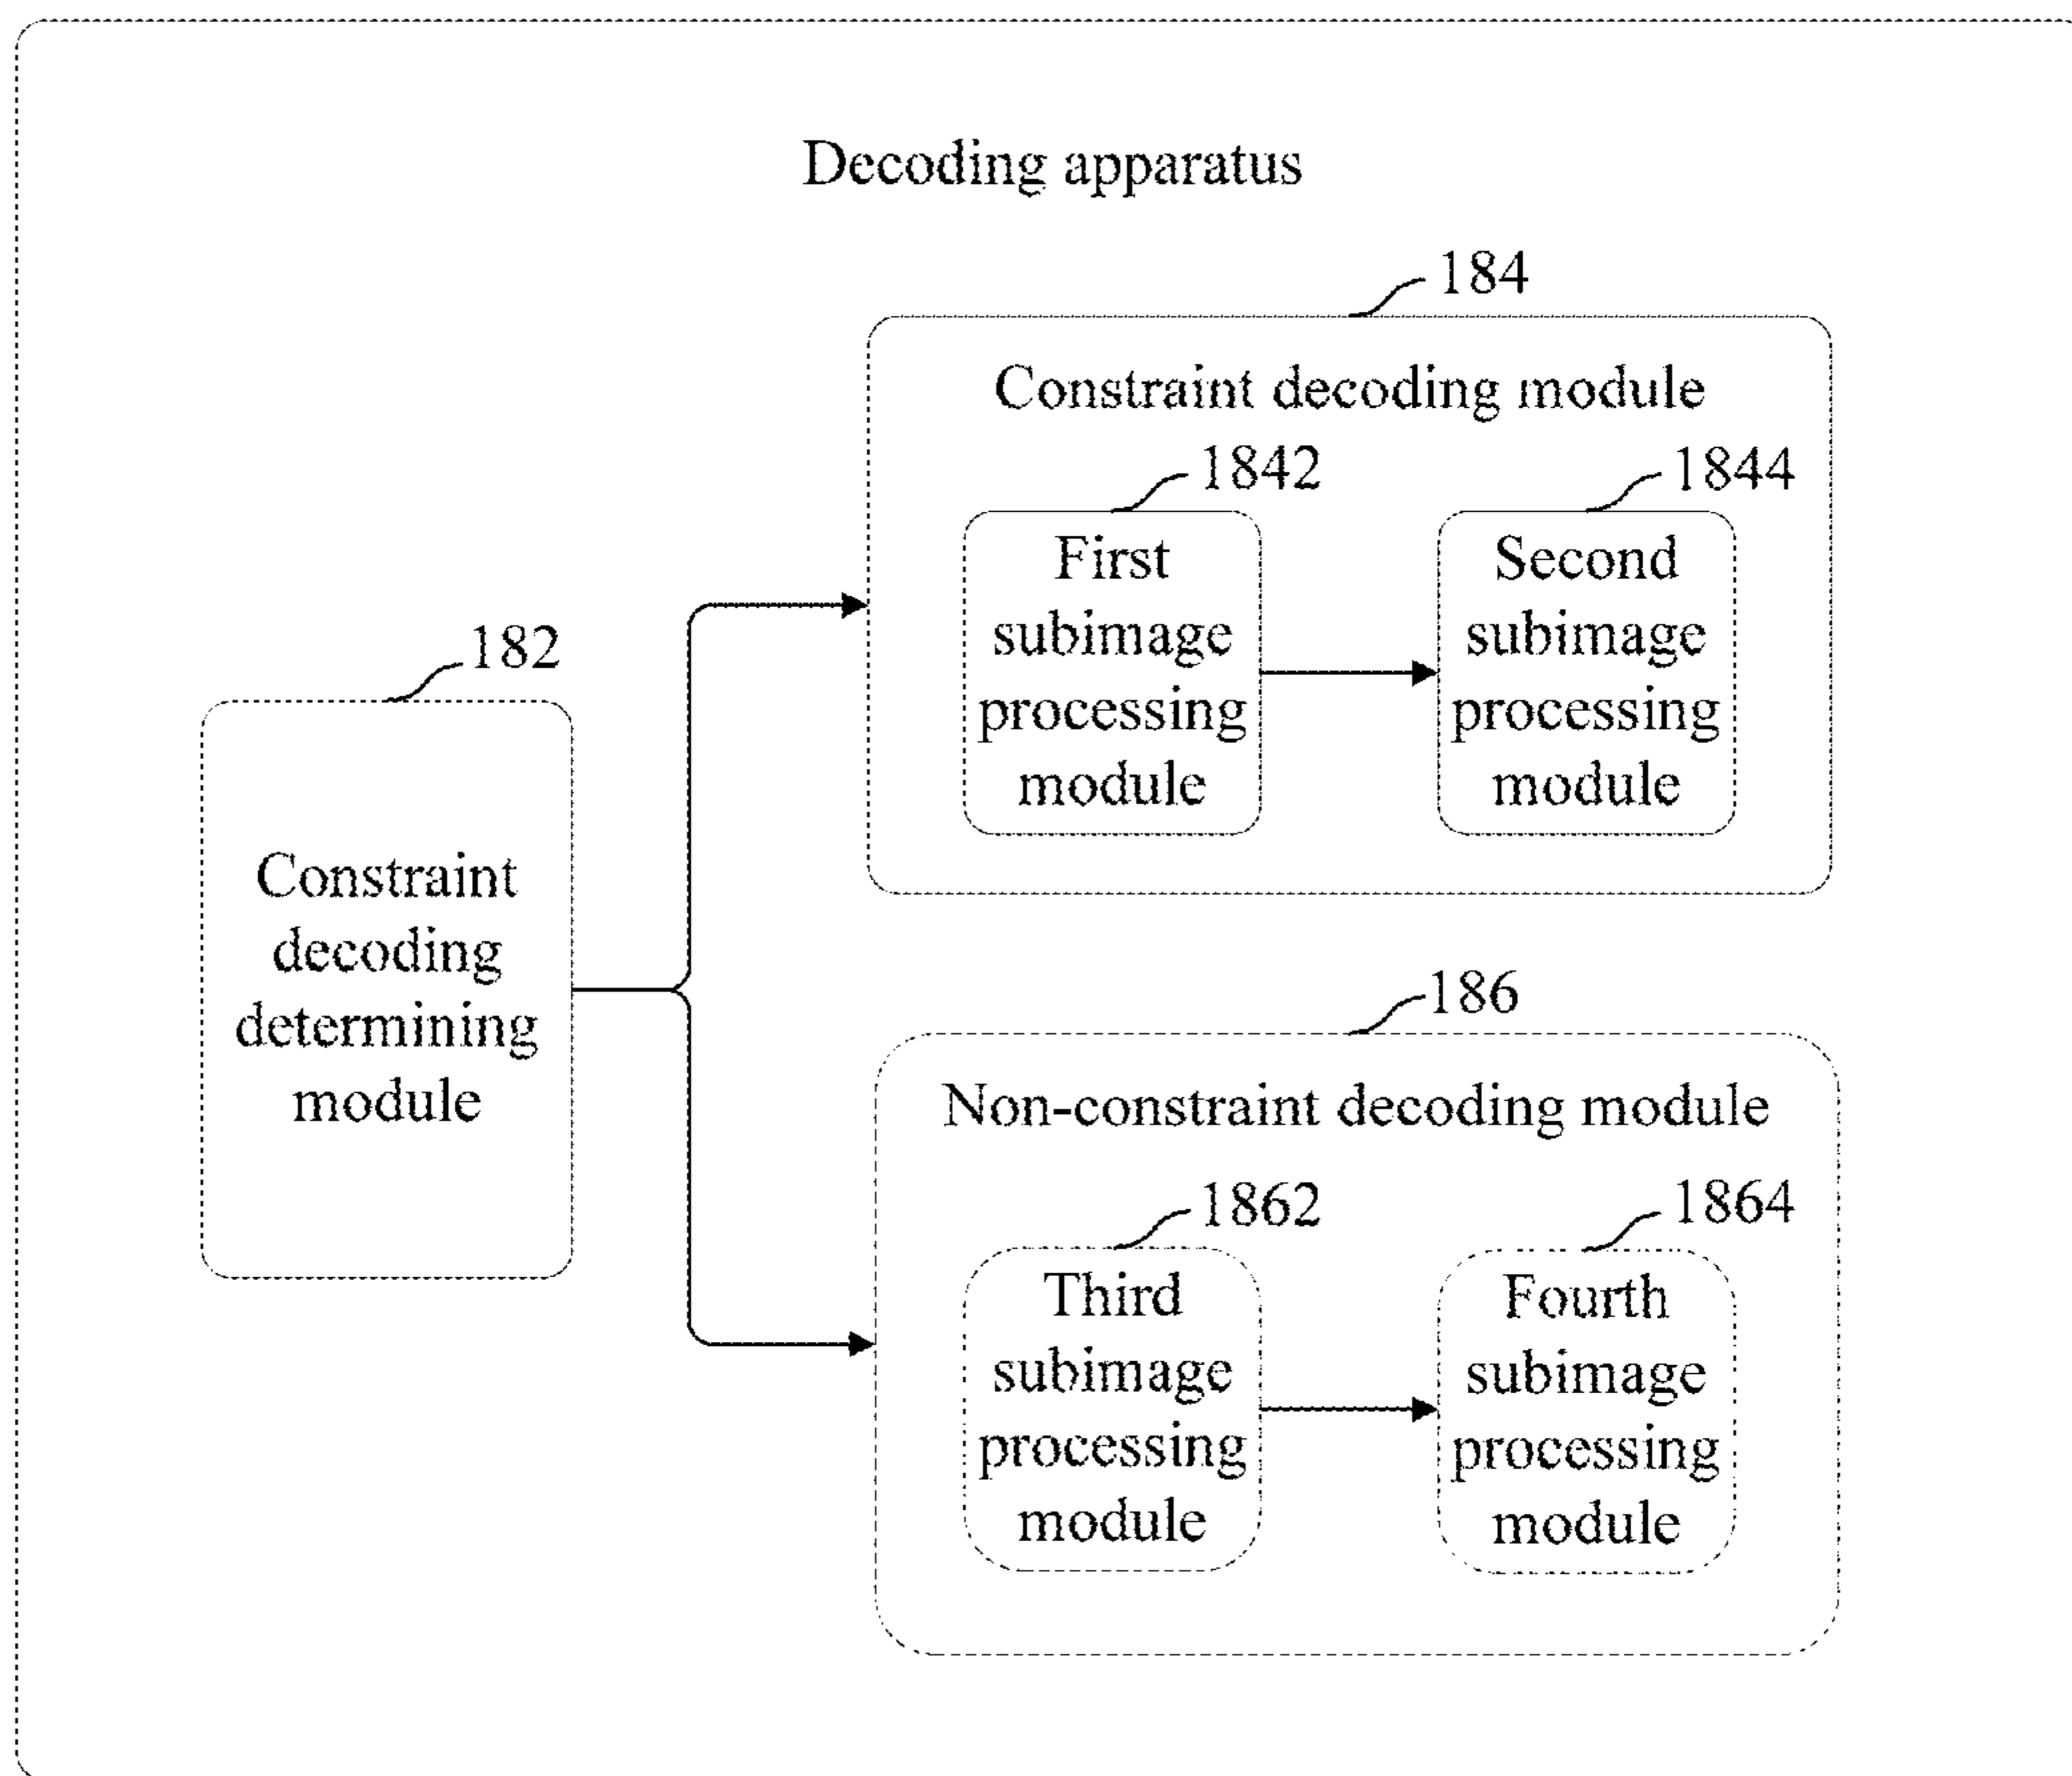 Decoding apparatus
184
Constraint decoding module
1842
1844
First
subimage
processing
module
Second
subimage
processing
module
182
Constraint
decoding
determining
module
186
Non-constraint decoding module
1862
1864
Third
subimage
processing
module
Fourth
subimage
processing
module